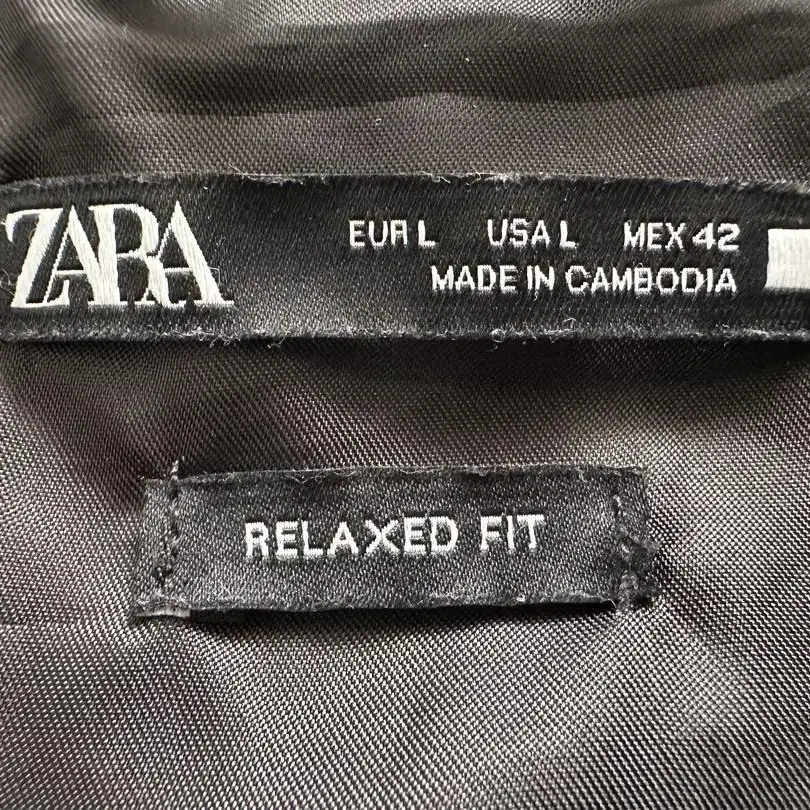 ZARA
EUR L USA L MEX 42
MADE IN CAMBODIA
RELAXED FIT